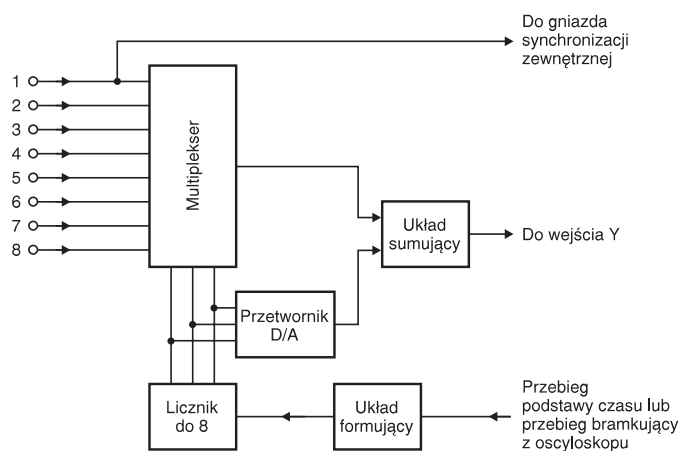 Do gniazda
synchronizacji
zewnętrznej
1
2
3
4
5
6
7
8
Multiplekser
Układ
sumujący
Do wejścia Y
Przetwornik
D/A
Licznik
do 8
Układ
formujący
Przebieg
podstawy czasu lub
przebieg bramkujący
z oscyloskopu